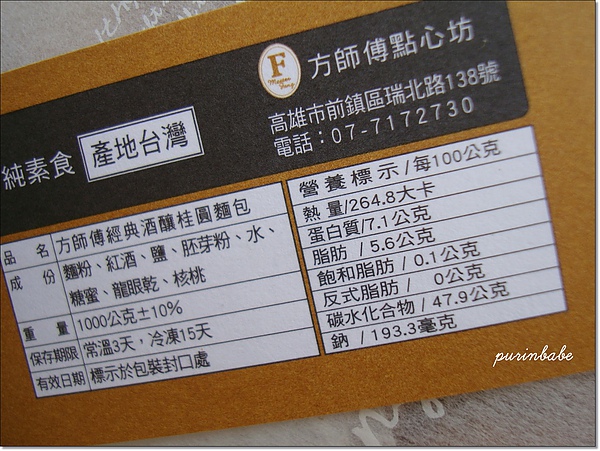 F
Master Fang
方師傅點心坊
高雄市前鎮區瑞北路138號
電話：07-7172730
純素食
產地台灣
品 名 方師傅經典酒釀桂圓麵包
成 份 麵粉、紅酒、鹽、胚芽粉、水、
糖蜜、龍眼乾、核桃
重 量 1000公克±10%
保存期限 常溫3天，冷凍15天
有效日期 標示於包裝封口處
營養標示/每100公克
熱量/264.8大卡
蛋白質/7.1公克
脂肪 / 5.6公克
飽和脂肪 / 0.1公克
反式脂肪 / 0公克
碳水化合物 / 47.9公克
鈉 / 193.3毫克
purinbabe